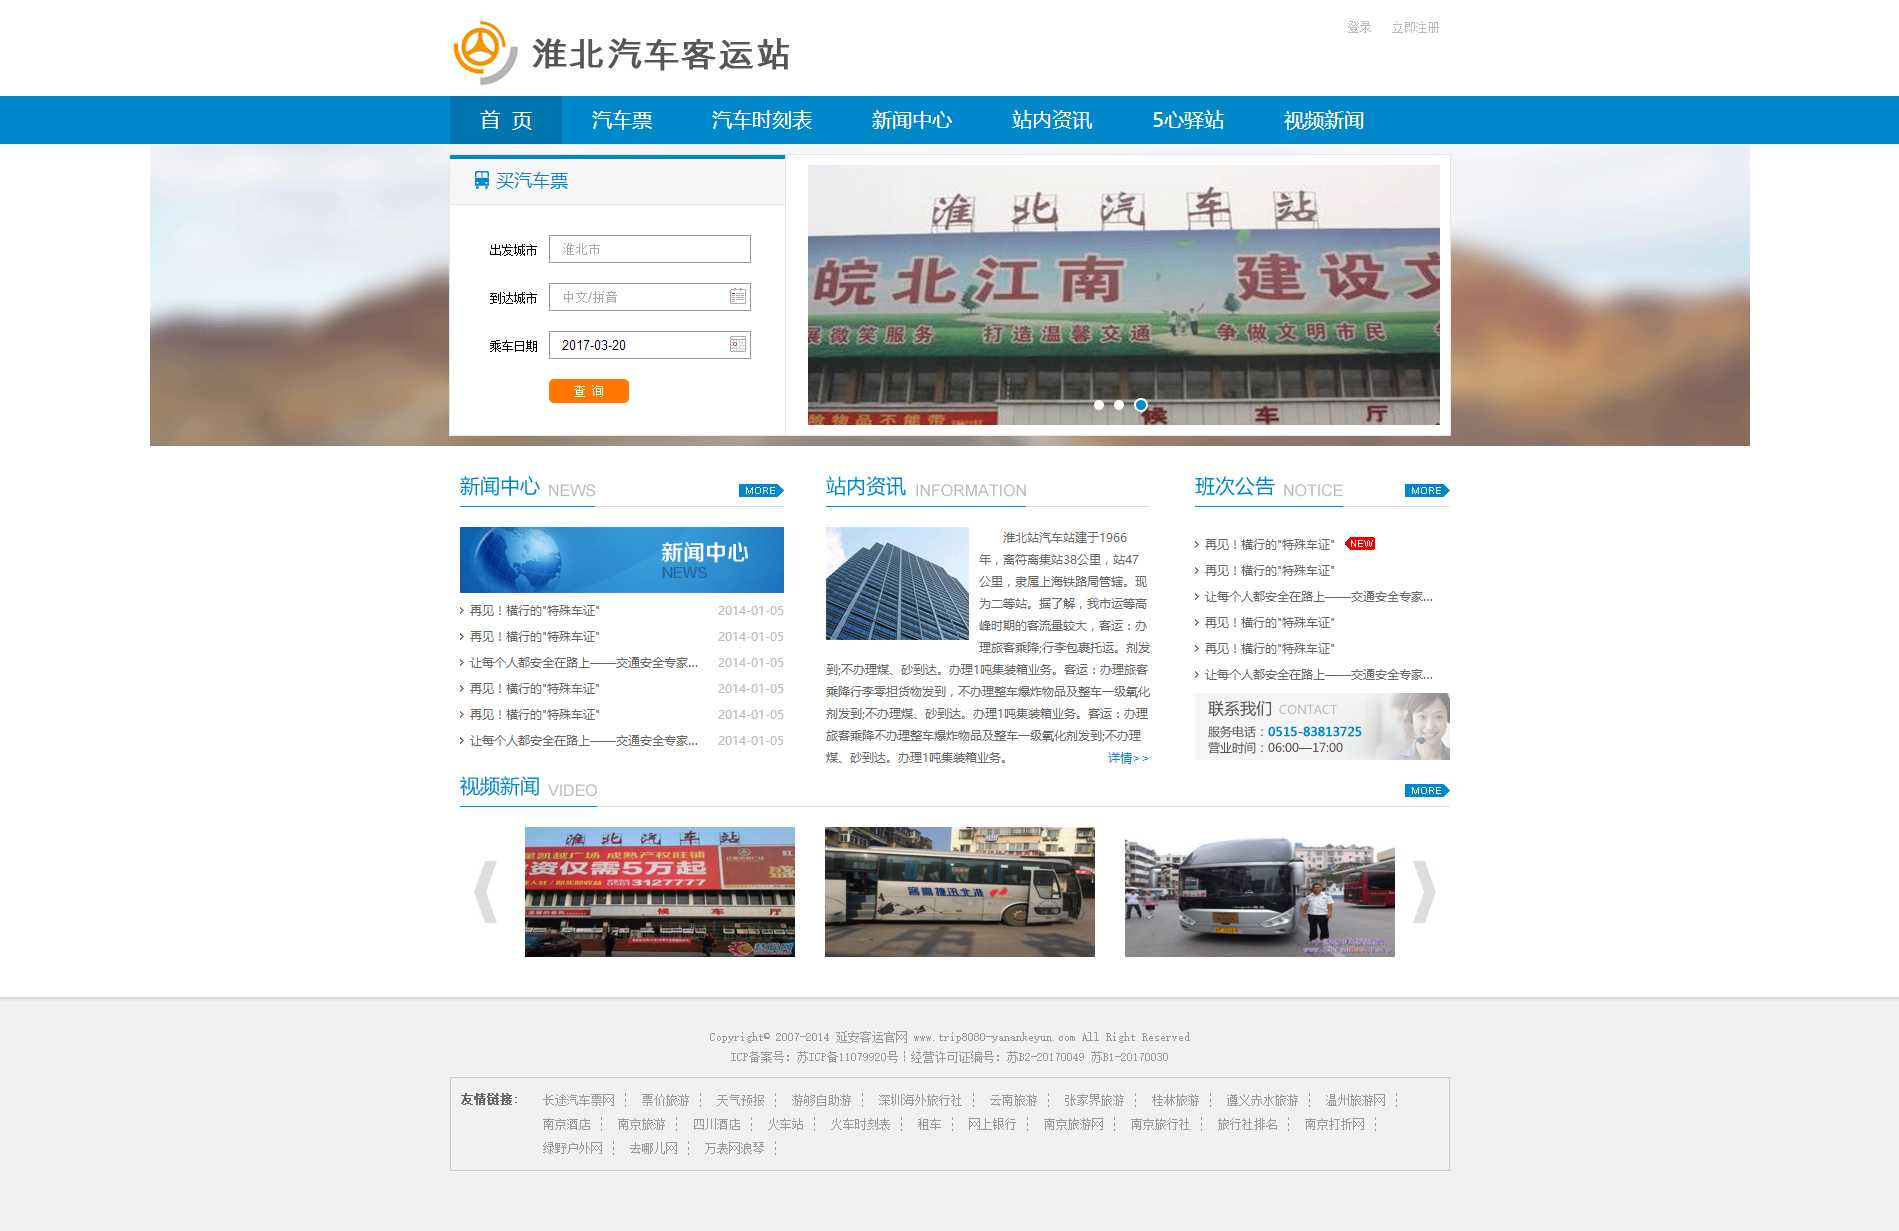 淮北汽车客运站
登录 立即注册
首 页 汽车票 汽车时刻表 新闻中心 站内资讯 5心驿站 视频新闻
买汽车票
出发城市 淮北市
到达城市 中文/拼音
乘车日期 2017-03-20
查 询
淮北汽车站
皖北江南 建设文
展微笑服务 打造温馨交通 争做文明市民
险物品不能带 候车厅
新闻中心 NEWS MORE
新闻中心
NEWS
再见！横行的"特殊车证" 2014-01-05
再见！横行的"特殊车证" 2014-01-05
让每个人都安全在路上——交通安全专家... 2014-01-05
再见！横行的"特殊车证" 2014-01-05
再见！横行的"特殊车证" 2014-01-05
让每个人都安全在路上——交通安全专家... 2014-01-05
站内资讯 INFORMATION
淮北站汽车站建于1966
年，离符离集站38公里，站47
公里，隶属上海铁路局管辖。现
为二等站。据了解，我市运等高
峰时期的客流量较大，客运：办
理旅客乘降;行李包裹托运。剂发
到;不办理煤、砂到达。办理1吨集装箱业务。客运：办理旅客
乘降行李零担货物发到，不办理整车爆炸物品及整车一级氧化
剂发到;不办理煤、砂到达。办理1吨集装箱业务。客运：办理
旅客乘降不办理整车爆炸物品及整车一级氧化剂发到;不办理
煤、砂到达。办理1吨集装箱业务。 详情>>
班次公告 NOTICE MORE
再见！横行的"特殊车证" NEW
再见！横行的"特殊车证"
让每个人都安全在路上——交通安全专家...
再见！横行的"特殊车证"
再见！横行的"特殊车证"
让每个人都安全在路上——交通安全专家...
联系我们 CONTACT
服务电话：0515-83813725
营业时间：06:00—17:00
视频新闻 VIDEO MORE
淮北汽车站
星凯越广场 成熟产权旺铺
资仅需5万起
3127777
候车厅
Copyright© 2007-2014 延安客运官网 www.trip8080-yanankeyun.com All Right Reserved
ICP备案号：苏ICP备11079920号┆经营许可证编号：苏B2-20170049 苏B1-20170030
友情链接： 长途汽车票网 ┆ 票价旅游 ┆ 天气预报 ┆ 游够自助游 ┆ 深圳海外旅行社 ┆ 云南旅游 ┆ 张家界旅游 ┆ 桂林旅游 ┆ 遵义赤水旅游 ┆ 温州旅游网 ┆
南京酒店 ┆ 南京旅游 ┆ 四川酒店 ┆ 火车站 ┆ 火车时刻表 ┆ 租车 ┆ 网上银行 ┆ 南京旅游网 ┆ 南京旅行社 ┆ 旅行社排名 ┆ 南京打折网 ┆
绿野户外网 ┆ 去哪儿网 ┆ 万表网浪琴 ┆